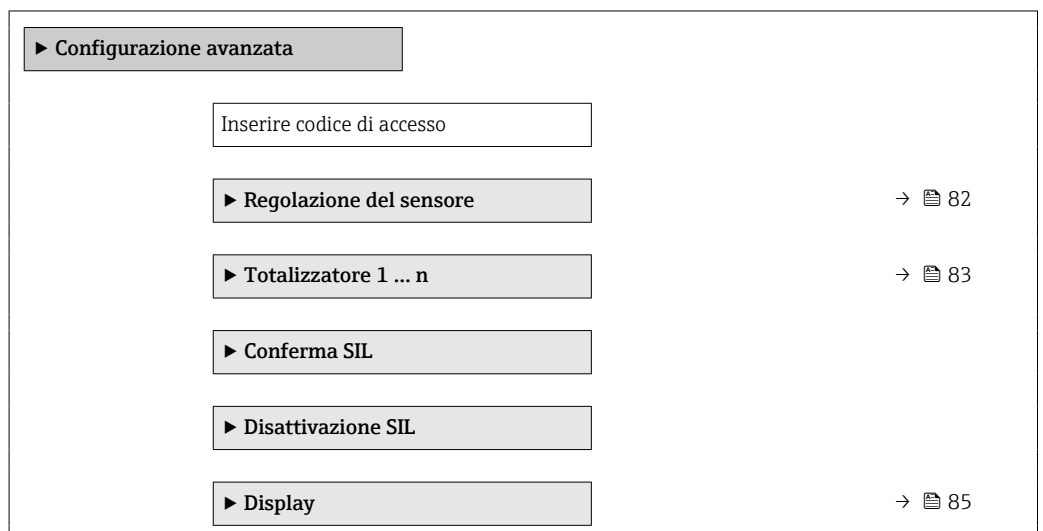 ▶ Configurazione avanzata
Inserire codice di accesso
▶ Regolazione del sensore → 82
▶ Totalizzatore 1 ... n → 83
▶ Conferma SIL
▶ Disattivazione SIL
▶ Display → 85